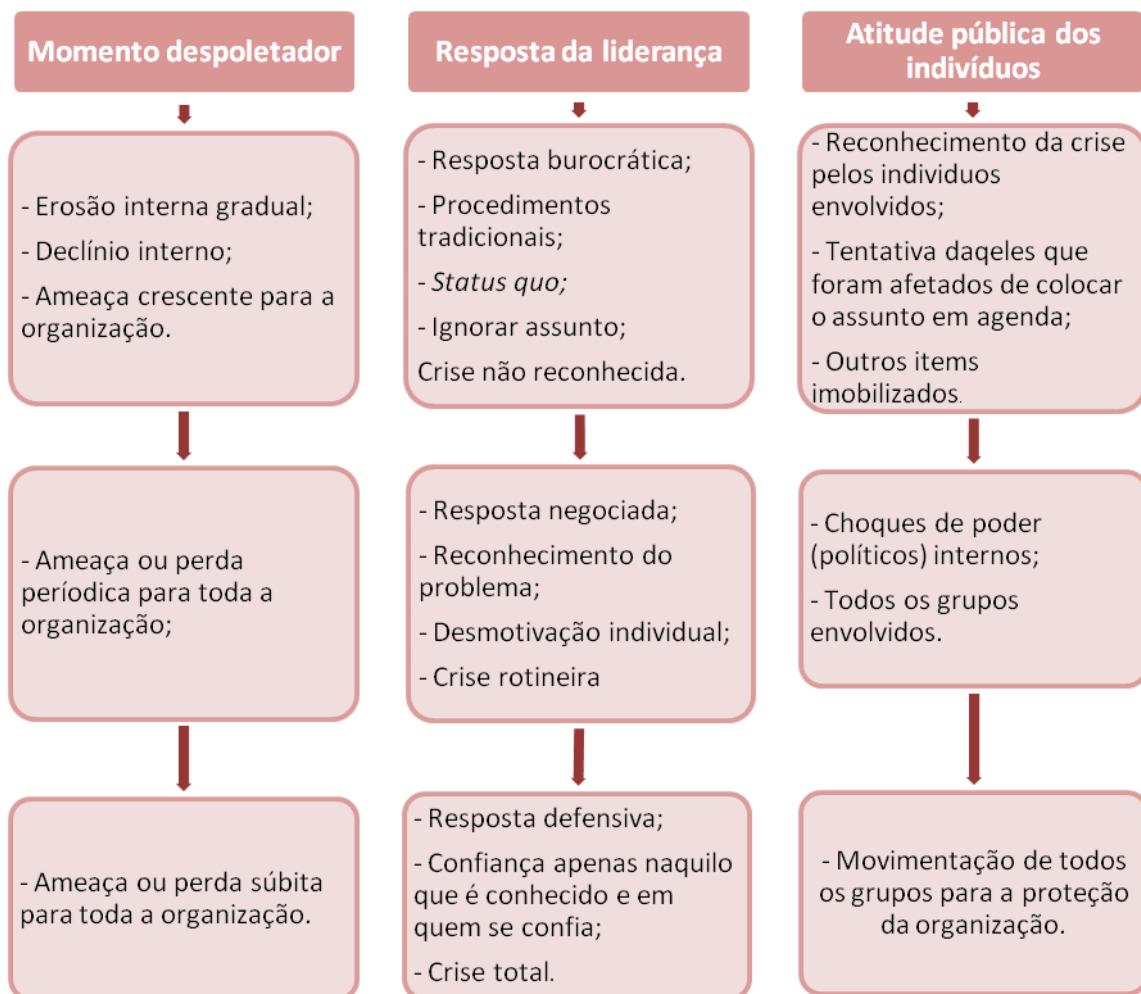 Momento despoletador
- Erosão interna gradual;
- Declínio interno;
- Ameaça crescente para a
organização.
- Ameaça ou perda
períodica para toda a
organização;
- Ameaça ou perda súbita
para toda a organização.
Resposta da liderança
- Resposta burocrática;
- Procedimentos
tradicionais;
- Status quo;
- Ignorar assunto;
Crise não reconhecida.
- Resposta negociada;
- Reconhecimento do
problema;
- Desmotivação individual;
- Crise rotineira
- Resposta defensiva;
- Confiança apenas naquilo
que é conhecido e em
quem se confia;
- Crise total.
Atitude pública dos
indivíduos
- Reconhecimento da crise
pelos individuos
envolvidos;
- Tentativa daqeles que
foram afetados de colocar
o assunto em agenda;
- Outros items
imobilizados.
- Choques de poder
(políticos) internos;
- Todos os grupos
envolvidos.
- Movimentação de todos
os grupos para a proteção
da organização.